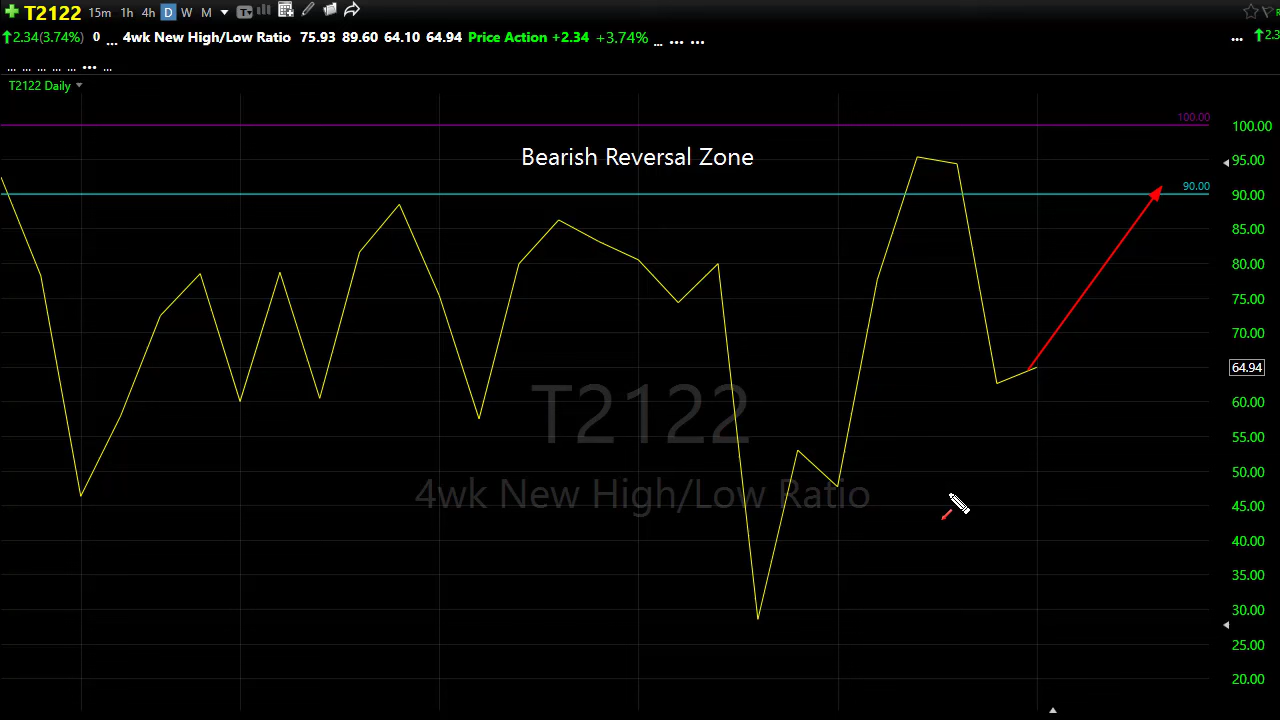 T2122 15m 1h 4h D W M T
2.34(3.74%) 0 ... 4wk New High/Low Ratio 75.93 89.60 64.10 64.94 Price Action +2.34 +3.74% ... ... ... ... 2.3
... ... ... ... ... ... ...
T2122 Daily
100.00
100.00
Bearish Reversal Zone
95.00
90.00
90.00
85.00
80.00
75.00
70.00
64.94
60.00
T2122
55.00
50.00
4wk New High/Low Ratio
45.00
40.00
35.00
30.00
25.00
20.00